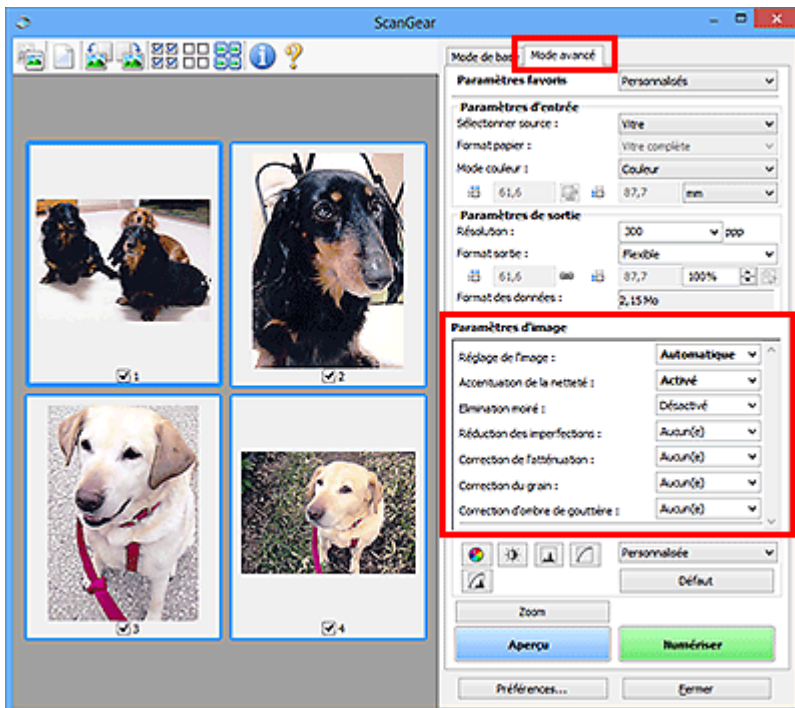 ScanGear
Mode de base Mode avancé
Paramètres favoris Personnalisés
Paramètres d'entrée
Sélectionner source : Vitre
Format papier : Vitre complète
Mode couleur : Couleur
61,6 87,7 mm
Paramètres de sortie
Résolution : 300 ppp
Format sortie : Flexible
61,6 87,7 100%
Format des données : 2,15 Mo
Paramètres d'image
Réglage de l'image : Automatique
Accentuation de la netteté : Activé
Elimination moiré : Désactivé
Réduction des imperfections : Aucun(e)
Correction de l'atténuation : Aucun(e)
Correction du grain : Aucun(e)
Correction d'ombre de gouttière : Aucun(e)
Personnalisée
Défaut
Zoom
Aperçu Numériser
Préférences... Fermer
1
2
3
4